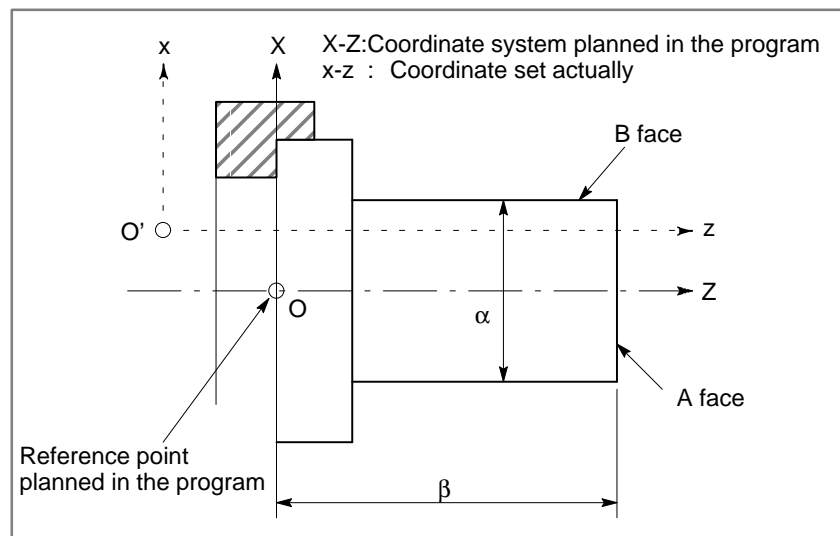 x
X
X-Z:Coordinate system planned in the program
x-z : Coordinate set actually
B face
O’
z
O
Z
α
A face
Reference point
planned in the program
β